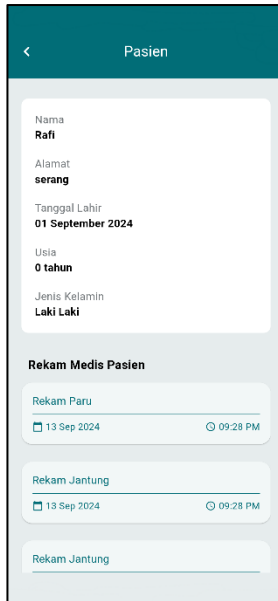 Pasien
Nama
Rafi
Alamat
serang
Tanggal Lahir
01 September 2024
Usia
0 tahun
Jenis Kelamin
Laki Laki
Rekam Medis Pasien
Rekam Paru
13 Sep 2024 09:28 PM
Rekam Jantung
13 Sep 2024 09:28 PM
Rekam Jantung